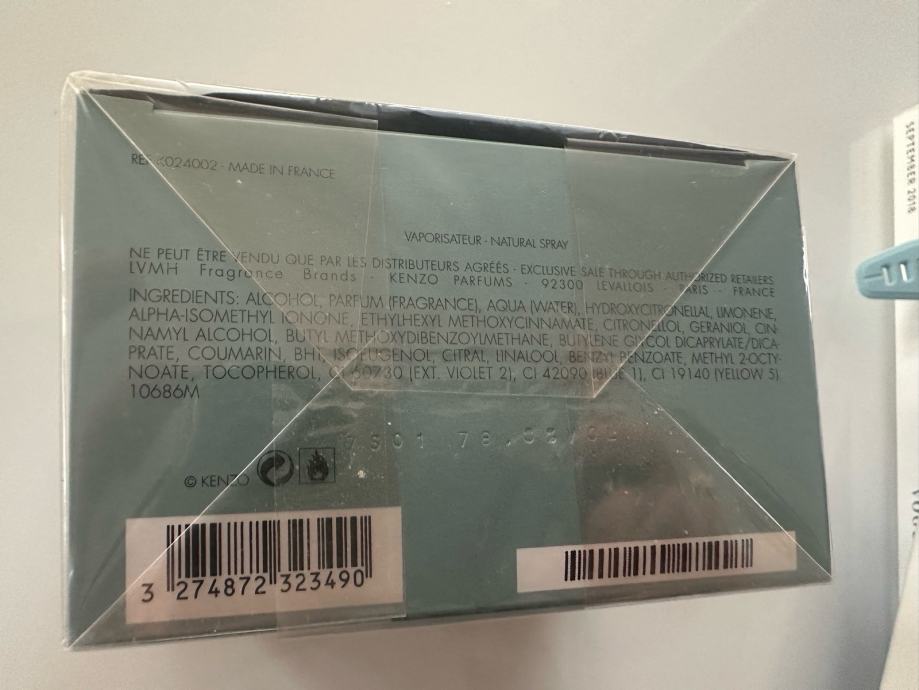 REF K024002 - MADE IN FRANCE
VAPORISATEUR - NATURAL SPRAY
NE PEUT ÊTRE VENDU QUE PAR LES DISTRIBUTEURS AGRÉÉS - EXCLUSIVE SALE THROUGH AUTHORIZED RETAILERS
LVMH Fragrance Brands - KENZO PARFUMS - 92300 LEVALLOIS - PARIS - FRANCE
INGREDIENTS: ALCOHOL, PARFUM (FRAGRANCE), AQUA (WATER), HYDROXYCITRONELLAL, LIMONENE,
ALPHA-ISOMETHYL IONONE, ETHYLHEXYL METHOXYCINNAMATE, CITRONELLOL, GERANIOL, CIN-
NAMYL ALCOHOL, BUTYL METHOXYDIBENZOYLMETHANE, BUTYLENE GLYCOL DICAPRYLATE/DICA-
PRATE, COUMARIN, BHT, ISOEUGENOL, CITRAL, LINALOOL, BENZYL BENZOATE, METHYL 2-OCTY-
NOATE, TOCOPHEROL, CI 60730 (EXT. VIOLET 2), CI 42090 (BLUE 1), CI 19140 (YELLOW 5)
10686M
© KENZO
3 274872 323490
SEPTEMBER 2018